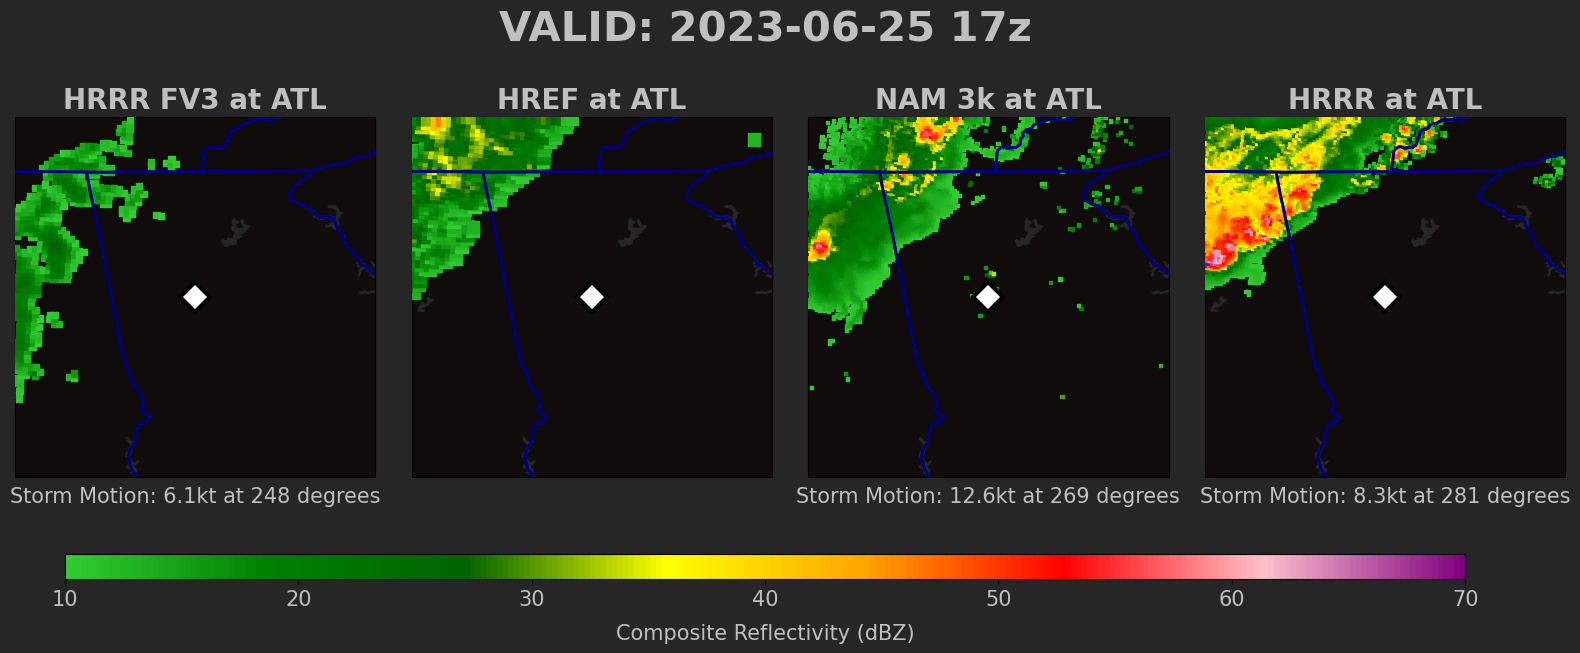 VALID: 2023-06-25 17z
HRRR FV3 at ATL
HREF at ATL
NAM 3k at ATL
HRRR at ATL
Storm Motion: 6.1kt at 248 degrees
Storm Motion: 12.6kt at 269 degrees
Storm Motion: 8.3kt at 281 degrees
10 20 30 40 50 60 70
Composite Reflectivity (dBZ)